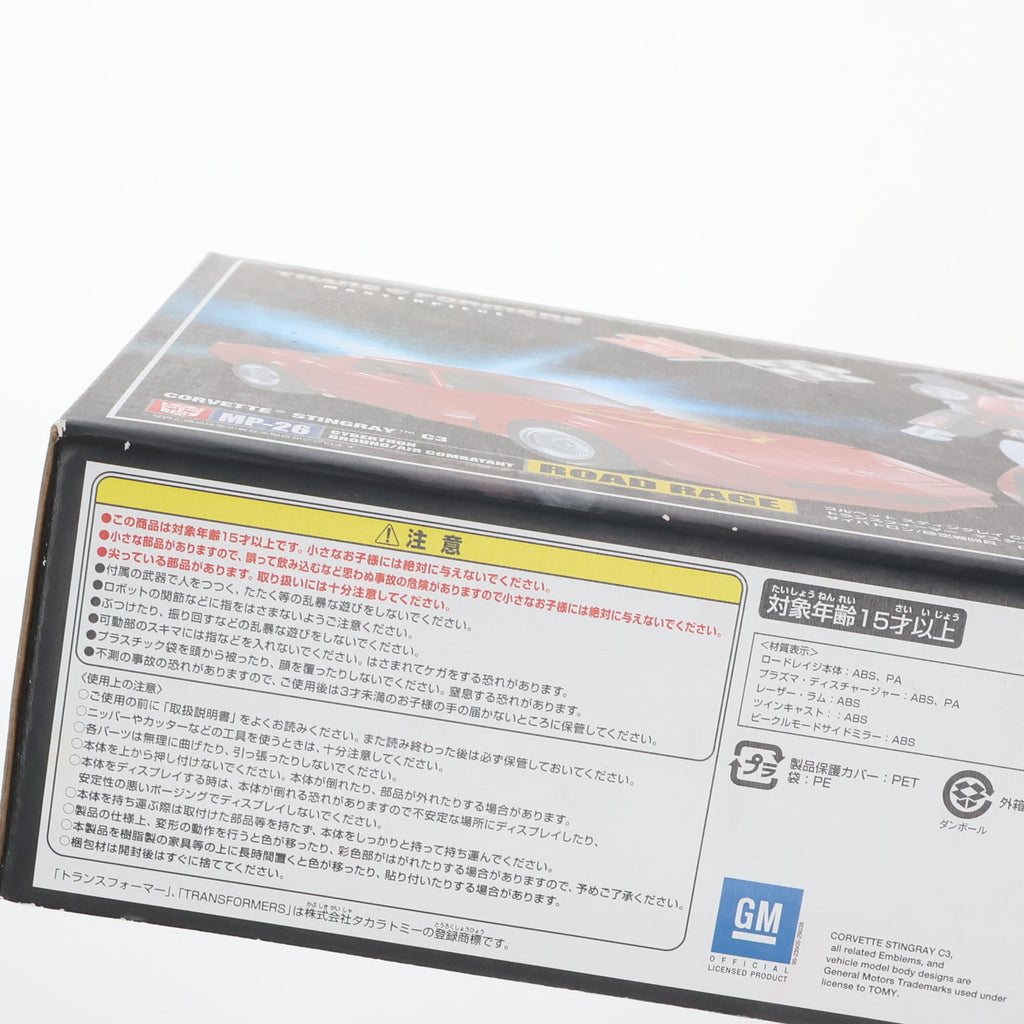 TRANSFORMERS
MASTERPIECE
CORVETTE™ STINGRAY™ C3
MP-26
CYBERTRON
GROUND/AIR COMBATANT
ROAD RAGE
⚠注意
●この商品は対象年齢15才以上です。小さなお子様には絶対に与えないでください。
●小さな部品がありますので、誤って飲み込むなど思わぬ事故の危険がありますので小さなお子様には絶対に与えないでください。
●尖っている部品があります。取り扱いには十分注意してください。
●付属の武器で人をつつく、たたく等の乱暴な遊びをしないでください。
●ロボットの関節などに指をはさまないようご注意ください。
●ぶつけたり、振り回すなどの乱暴な遊びをしないでください。
●可動部のスキマには指などを入れないでください。はさまれてケガをする恐れがあります。
●プラスチック袋を頭から被ったり、顔を覆ったりしないでください。窒息する恐れがあります。
●不測の事故の恐れがありますので、ご使用後は3才未満のお子様の手の届かないところに保管してください。
〈使用上の注意〉
○ご使用の前に「取扱説明書」をよくお読みください。また読み終わった後は必ず保管しておいてください。
○ニッパーやカッターなどの工具を使うときは、十分注意してください。
○各パーツは無理に曲げたり、引っ張ったりしないでください。
○本体を上から押し付けないでください。本体が倒れたり、部品が外れたりする場合があります。
○本体をディスプレイする時は、本体が倒れる恐れがありますので不安定な場所にディスプレイしたり、
安定性の悪いポージングでディスプレイしないでください。
○本体を持ち運ぶ際は取付けた部品等を持たず、本体をしっかりと持って持ち運んでください。
○製品の仕様上、変形の動作を行うと色が移ったり、彩色部がはがれたりする場合がありますので、予めご了承ください。
○本製品を樹脂製の家具等の上に長時間置くと色が移ったり、貼り付いたりする場合があります。
○梱包材は開封後はすぐに捨ててください。
「トランスフォーマー」、「TRANSFORMERS」は株式会社タカラトミーの登録商標です。
かぶしきがいしゃ
とうろくしょうひょう
たいしょうねんれい さいいじょう
対象年齢15才以上
〈材質表示〉
ロードレイジ本体：ABS、PA
プラズマ・ディスチャージャー：ABS、PA
レーザー・ラム：ABS
ツインキャスト：：ABS
ビークルモードサイドミラー：ABS
プラ
製品保護カバー：PET
袋：PE
ダンボール
外箱
GM
OFFICIAL
LICENSED PRODUCT
CORVETTE STINGRAY C3,
all related Emblems, and
vehicle model body designs are
General Motors Trademarks used under
license to TOMY.